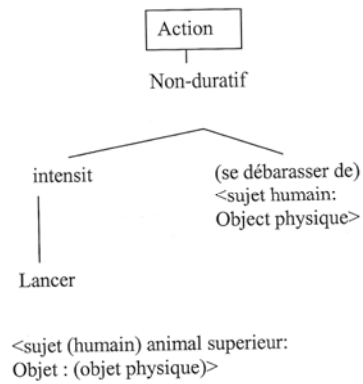 Action
Non-duratif
intensit
(se débarasser de)
<sujet humain:
Object physique>
Lancer
<sujet (humain) animal superieur:
Objet : (objet physique)>